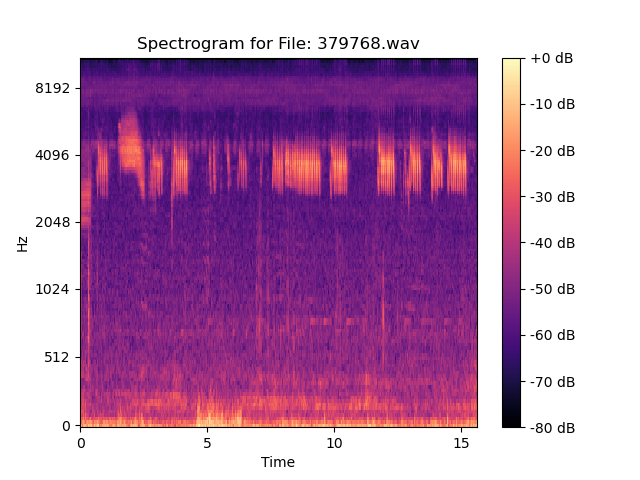 Spectrogram for File: 379768.wav
8192
4096
2048
1024
512
0
Hz
0
5
10
15
Time
+0 dB
-10 dB
-20 dB
-30 dB
-40 dB
-50 dB
-60 dB
-70 dB
-80 dB